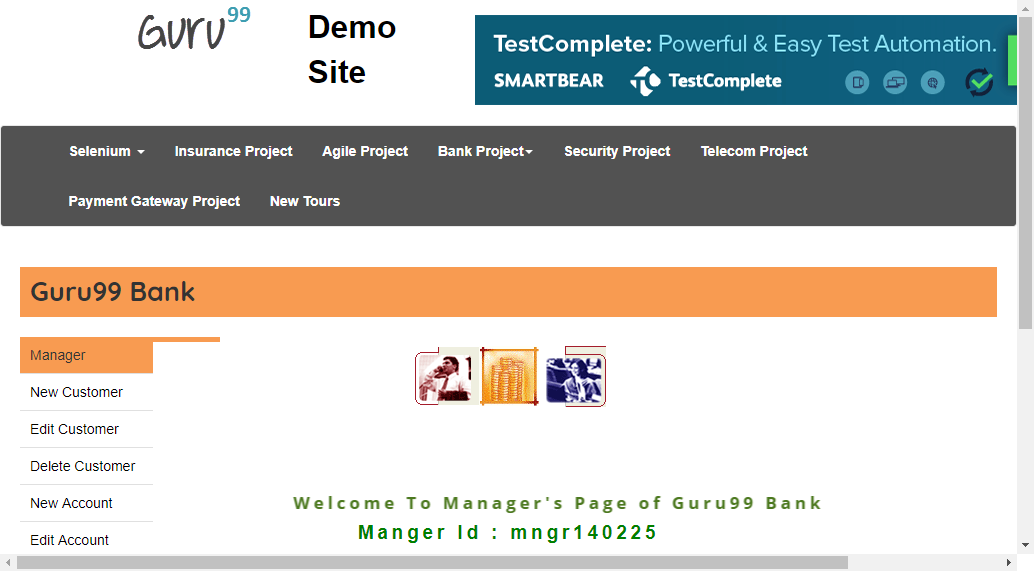 Guru99
Demo
Site
TestComplete: Powerful & Easy Test Automation.
SMARTBEAR TestComplete
Selenium Insurance Project Agile Project Bank Project Security Project Telecom Project
Payment Gateway Project New Tours
Guru99 Bank
Manager
New Customer
Edit Customer
Delete Customer
New Account
Edit Account
Welcome To Manager's Page of Guru99 Bank
Manger Id : mngr140225